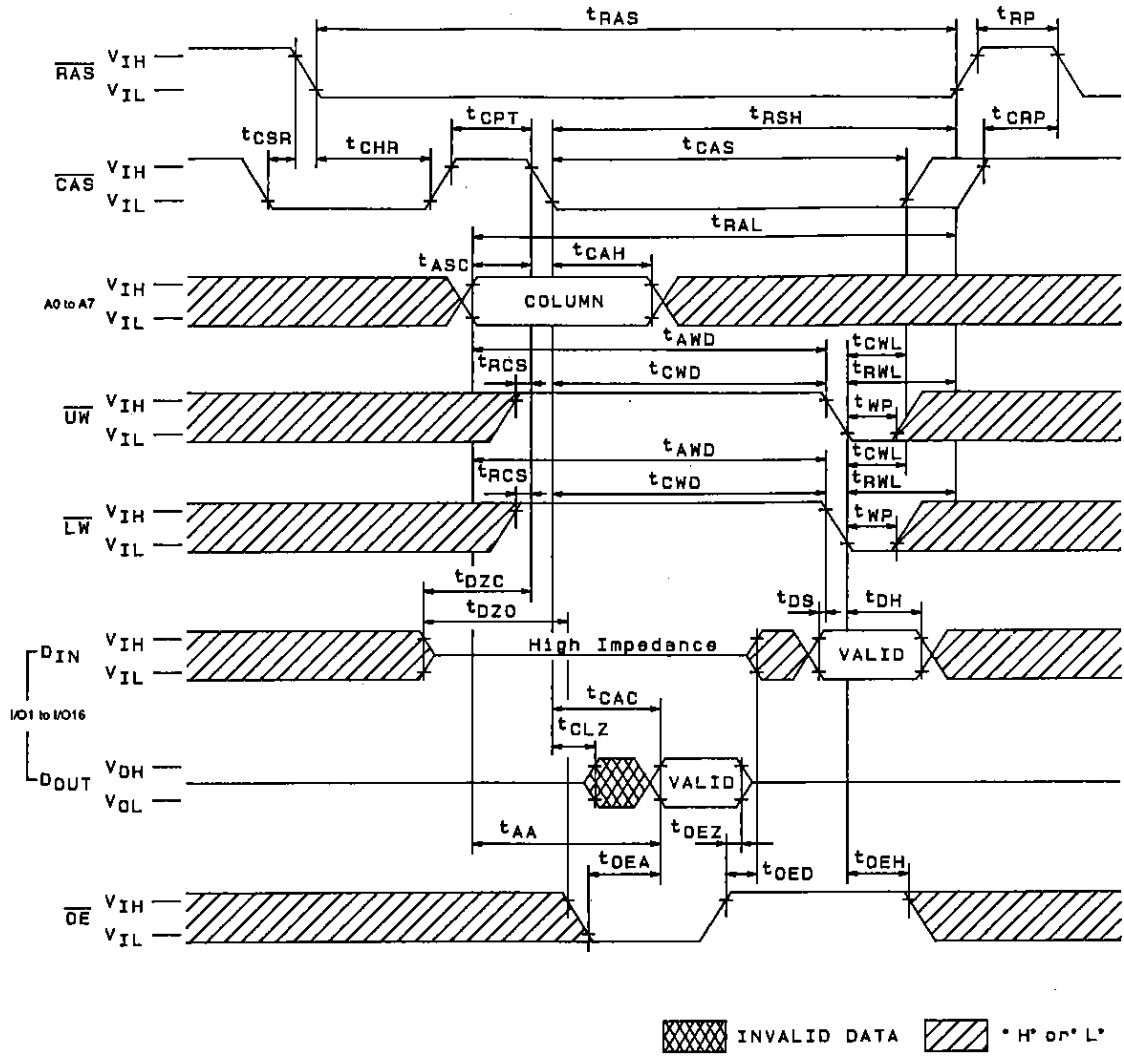 tRAS
tRP
RAS
VIH
VIL
tCPT
tRSH
tCRP
tCSR
tCHR
tCAS
CAS
VIH
VIL
tRAL
tASC
tCAH
A0 to A7
VIH
VIL
COLUMN
tAWD
tCWL
tRCS
tCWD
tRWL
UW
VIH
VIL
tWP
tAWD
tCWL
tRCS
tCWD
tRWL
LW
VIH
VIL
tWP
tDZC
tDZO
tDS
tDH
DIN
VIH
VIL
High Impedance
VALID
I/O1 to I/O16
tCAC
tCLZ
DOUT
VOH
VOL
VALID
tAA
tOEZ
tOEA
tOED
tOEH
OE
VIH
VIL
INVALID DATA
"H" or "L"